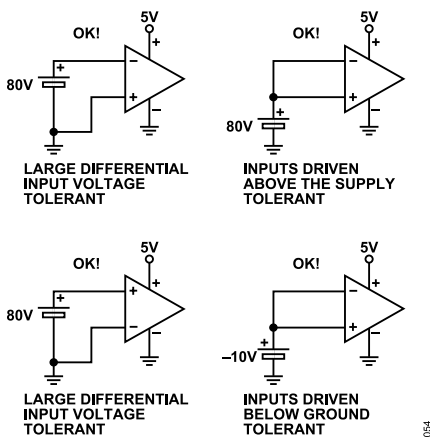 5V
OK!
+
−
+
+
80V
−
LARGE DIFFERENTIAL
INPUT VOLTAGE
TOLERANT
5V
OK!
+
−
+
+
80V
−
INPUTS DRIVEN
ABOVE THE SUPPLY
TOLERANT
5V
OK!
+
+
+
80V
−
−
LARGE DIFFERENTIAL
INPUT VOLTAGE
TOLERANT
5V
OK!
+
−
+
+
−10V
−
INPUTS DRIVEN
BELOW GROUND
TOLERANT
054